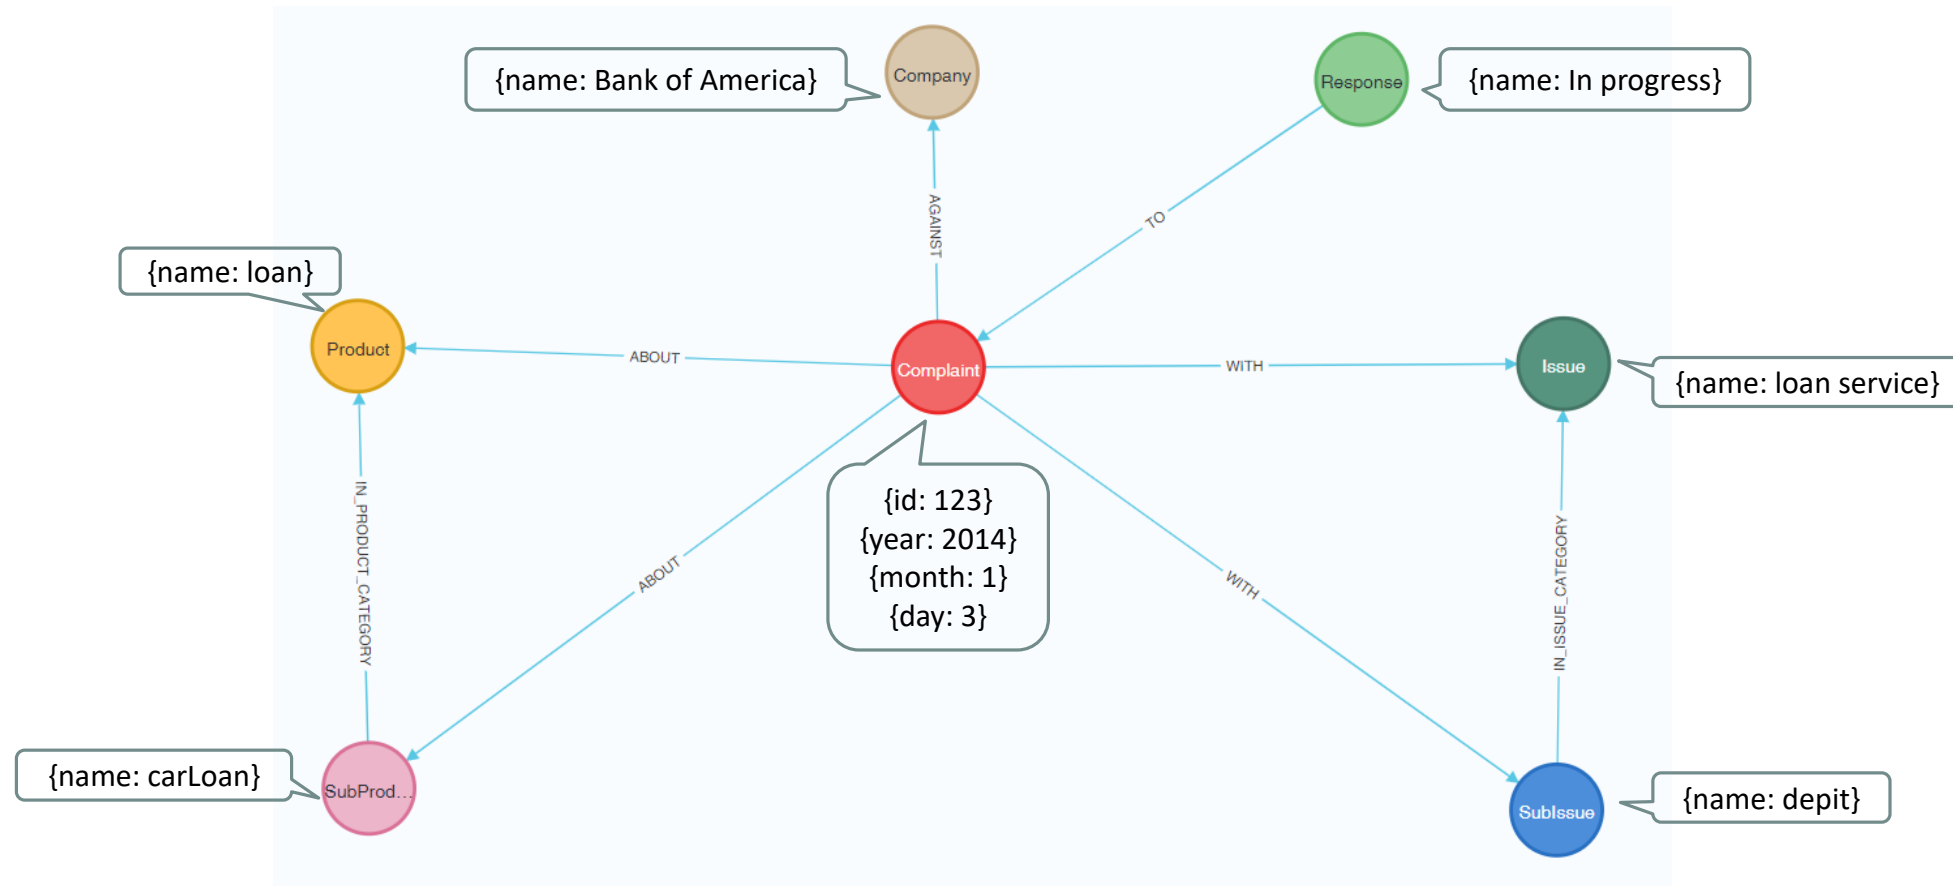 {name: Bank of America}
Company
Response
{name: In progress}
AGAINST
TO
{name: loan}
Product
ABOUT
Complaint
WITH
Issue
{name: loan service}
{id: 123}
{year: 2014}
{month: 1}
{day: 3}
IN_PRODUCT_CATEGORY
ABOUT
WITH
IN_ISSUE_CATEGORY
{name: carLoan}
SubProd...
SubIssue
{name: depit}